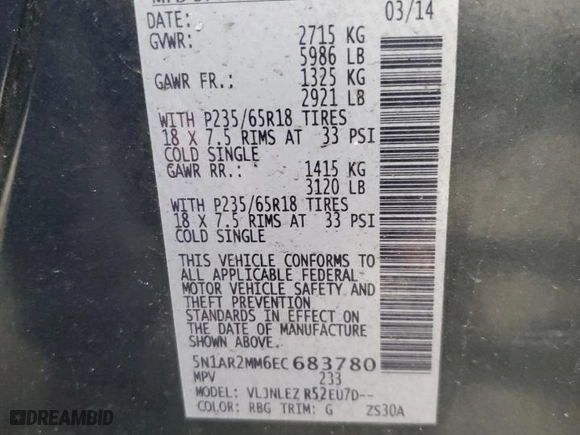 DATE: 03/14
GVWR: 2715 KG
5986 LB
GAWR FR.: 1325 KG
2921 LB
WITH P235/65R18 TIRES
18 X 7.5 RIMS AT 33 PSI
COLD SINGLE
GAWR RR.: 1415 KG
3120 LB
WITH P235/65R18 TIRES
18 X 7.5 RIMS AT 33 PSI
COLD SINGLE
THIS VEHICLE CONFORMS TO
ALL APPLICABLE FEDERAL
MOTOR VEHICLE SAFETY AND
THEFT PREVENTION
STANDARDS IN EFFECT ON
THE DATE OF MANUFACTURE
SHOWN ABOVE.
5N1AR2MM6EC683780
MPV 233
MODEL: VLJNLEZ R52EU7D--
COLOR: RBG TRIM: G ZS30A
© DREAMBID